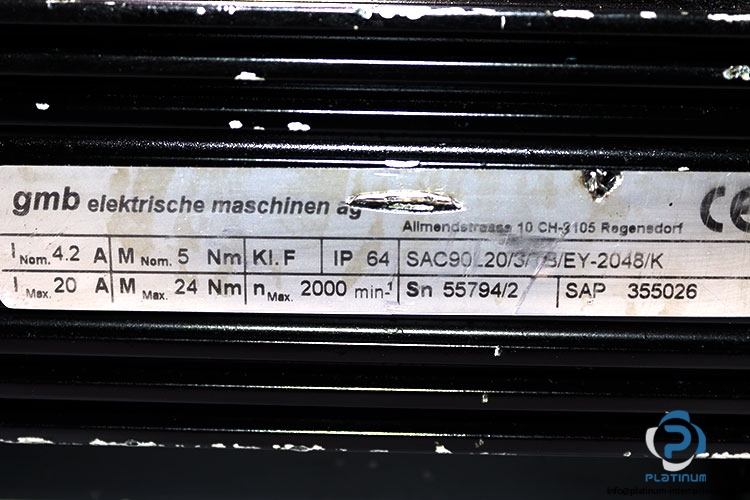 gmb elektrische maschinen ag
Allmendstrasse 10 CH-8105 Regensdorf
CE
I Nom. 4.2 A M Nom. 5 Nm Kl. F IP 64
I Max. 20 A M Max. 24 Nm n Max. 2000 min-1 Sn 55794/2 SAP 355026
PLATINUM